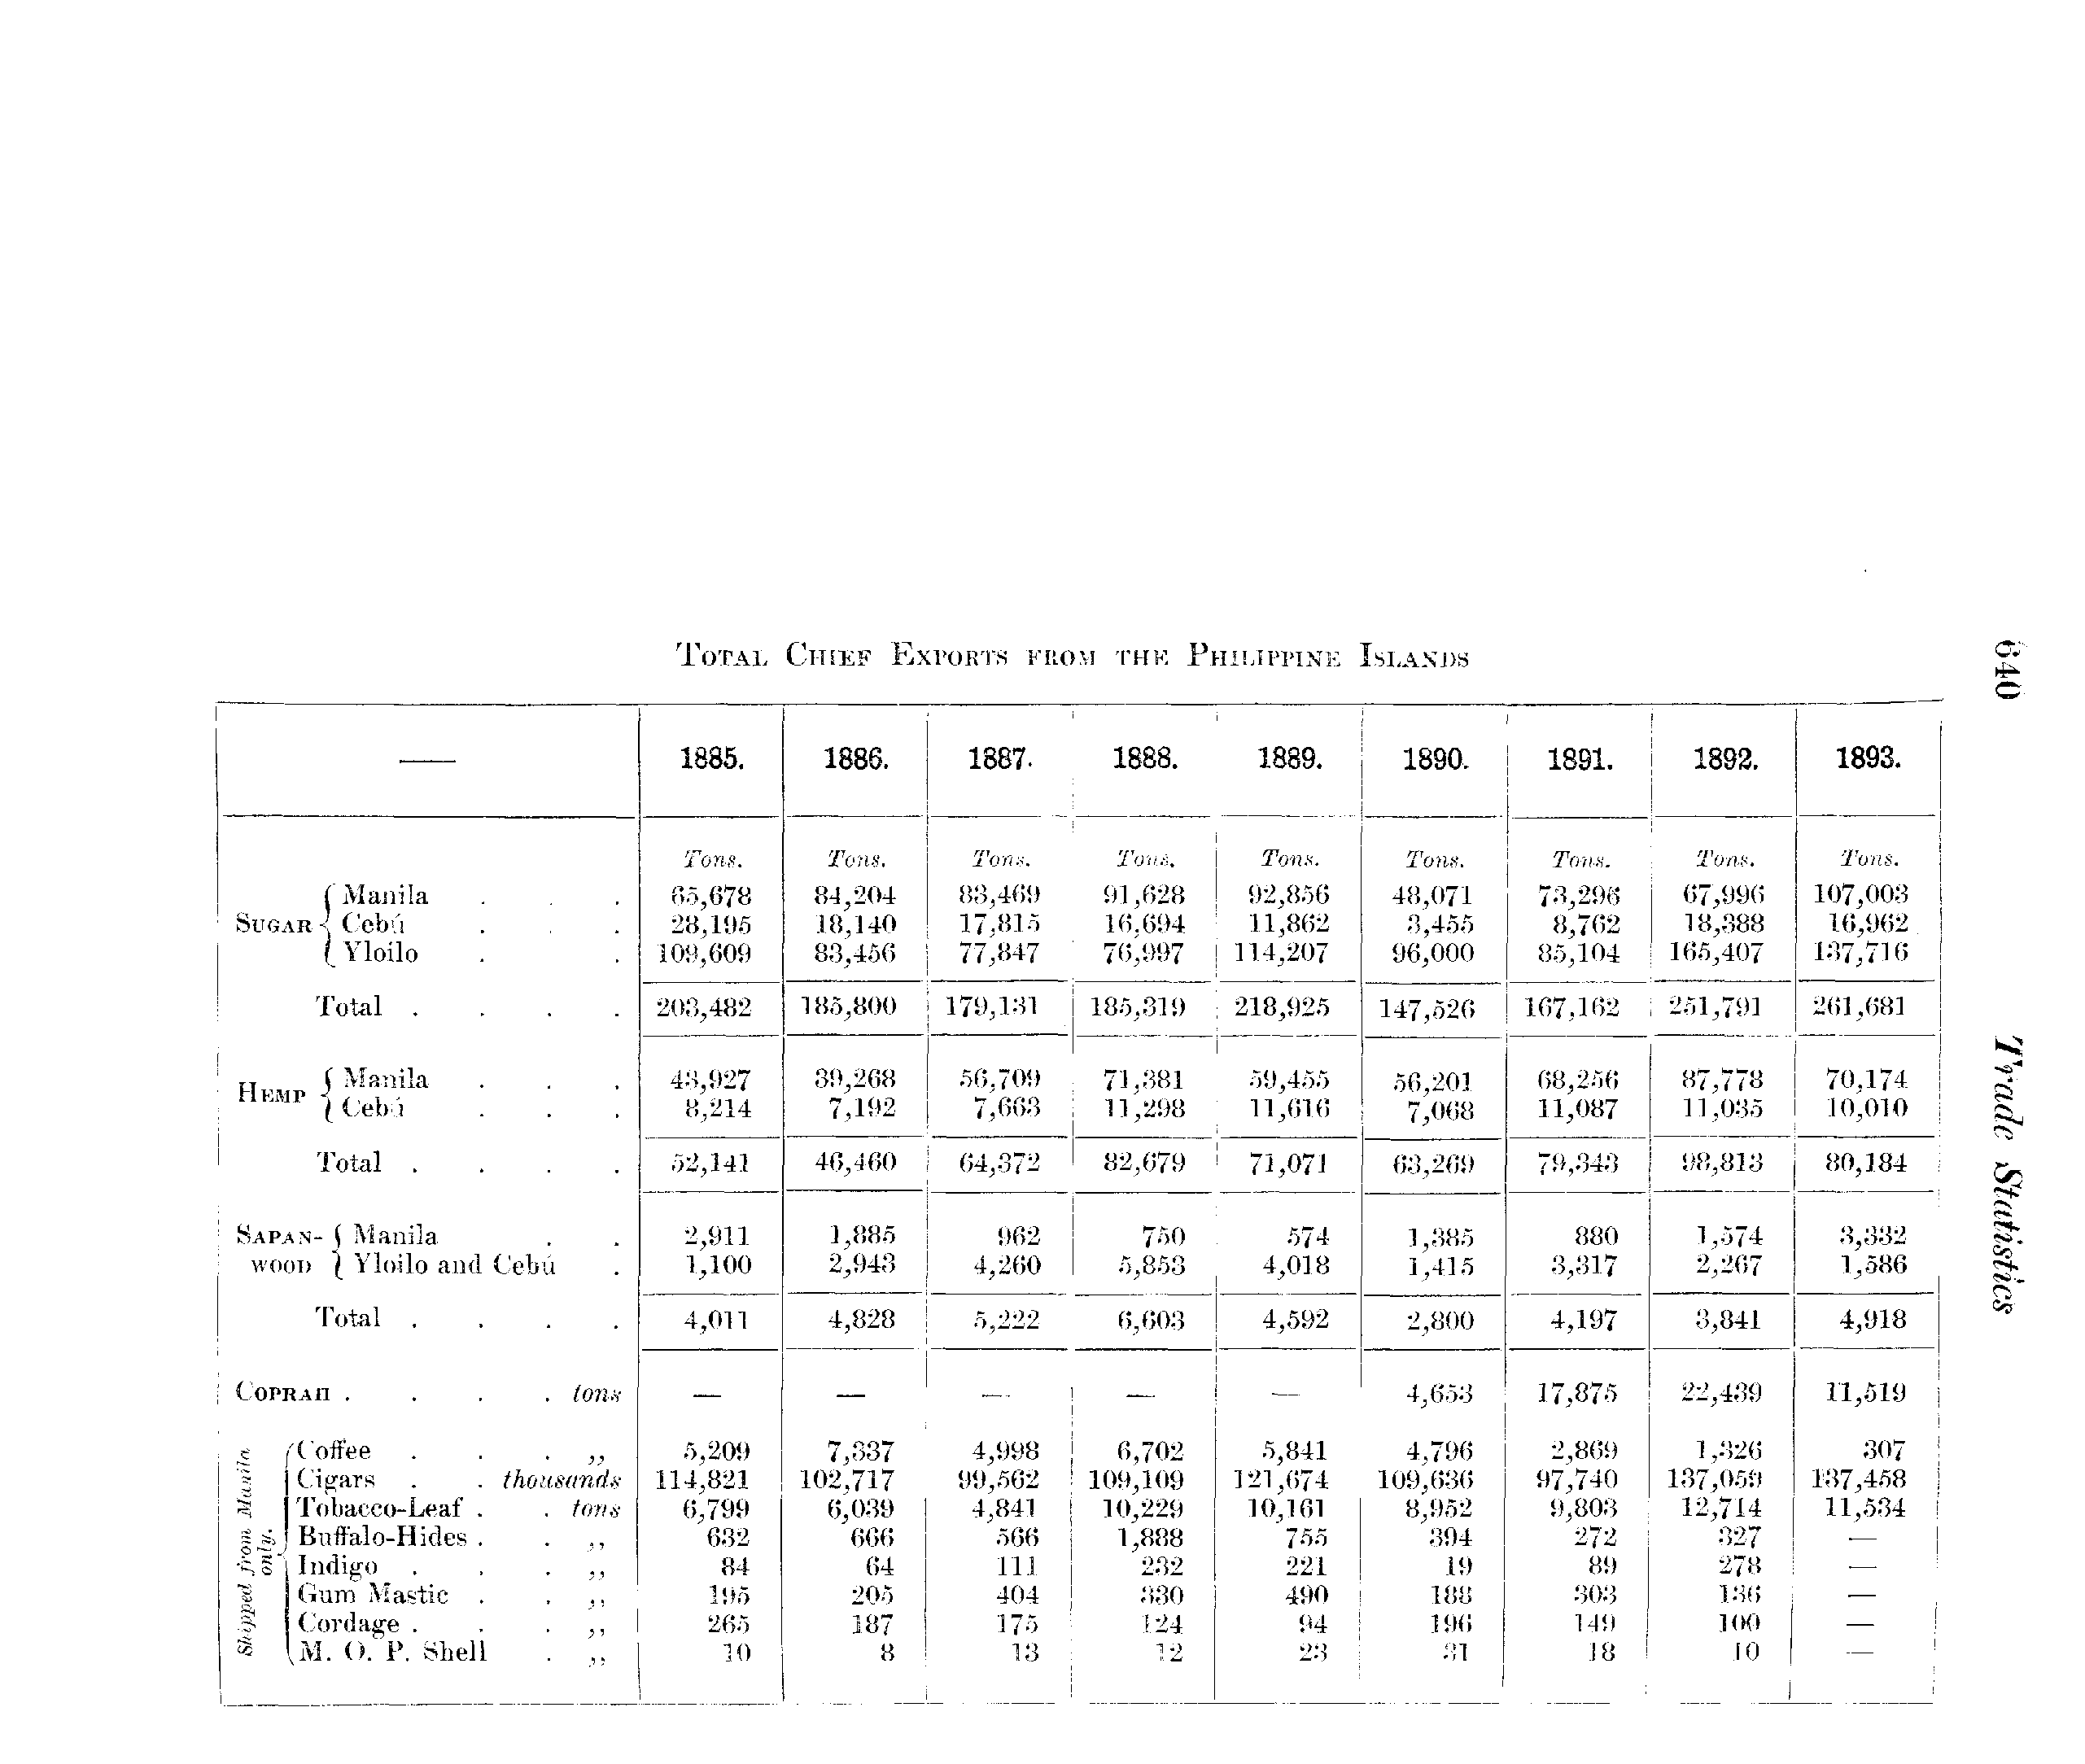 640
Trade Statistics
TOTAL CHIEF EXPORTS FROM THE PHILIPPINE ISLANDS
— 1885. 1886. 1887. 1888. 1889. 1890. 1891. 1892. 1893.
Tons. Tons. Tons. Tons. Tons. Tons. Tons. Tons. Tons.
SUGAR { Manila . . . 65,678 84,204 83,469 91,628 92,856 48,071 73,296 67,996 107,003
Cebú . . . 28,195 18,140 17,815 16,694 11,862 3,455 8,762 18,388 16,962
Yloilo . . 109,609 83,456 77,847 76,997 114,207 96,000 85,104 165,407 137,716
Total . . . . 203,482 185,800 179,131 185,319 218,925 147,526 167,162 251,791 261,681
HEMP { Manila . . . 43,927 39,268 56,709 71,381 59,455 56,201 68,256 87,778 70,174
Cebú . . . 8,214 7,192 7,663 11,298 11,616 7,068 11,087 11,035 10,010
Total . . . . 52,141 46,460 64,372 82,679 71,071 63,269 79,343 98,813 80,184
SAPAN- { Manila . . 2,911 1,885 962 750 574 1,385 880 1,574 3,332
WOOD Yloilo and Cebú . 1,100 2,943 4,260 5,853 4,018 1,415 3,317 2,267 1,586
Total . . . . 4,011 4,828 5,222 6,603 4,592 2,800 4,197 3,841 4,918
COPRAH . . . . tons — — — — — 4,653 17,875 22,439 11,519
Shipped from Manila only.
Coffee . . . ,, 5,209 7,337 4,998 6,702 5,841 4,796 2,869 1,326 307
Cigars . . thousands 114,821 102,717 99,562 109,109 121,674 109,636 97,740 137,059 137,458
Tobacco-Leaf . . tons 6,799 6,039 4,841 10,229 10,161 8,952 9,803 12,714 11,534
Buffalo-Hides . . ,, 632 666 566 1,888 755 394 272 327 —
Indigo . . . ,, 84 64 111 232 221 19 89 278 —
Gum Mastic . . ,, 195 205 404 330 490 188 303 136 —
Cordage . . . ,, 265 187 175 124 94 196 149 100 —
M. O. P. Shell . ,, 10 8 13 12 23 31 18 10 —